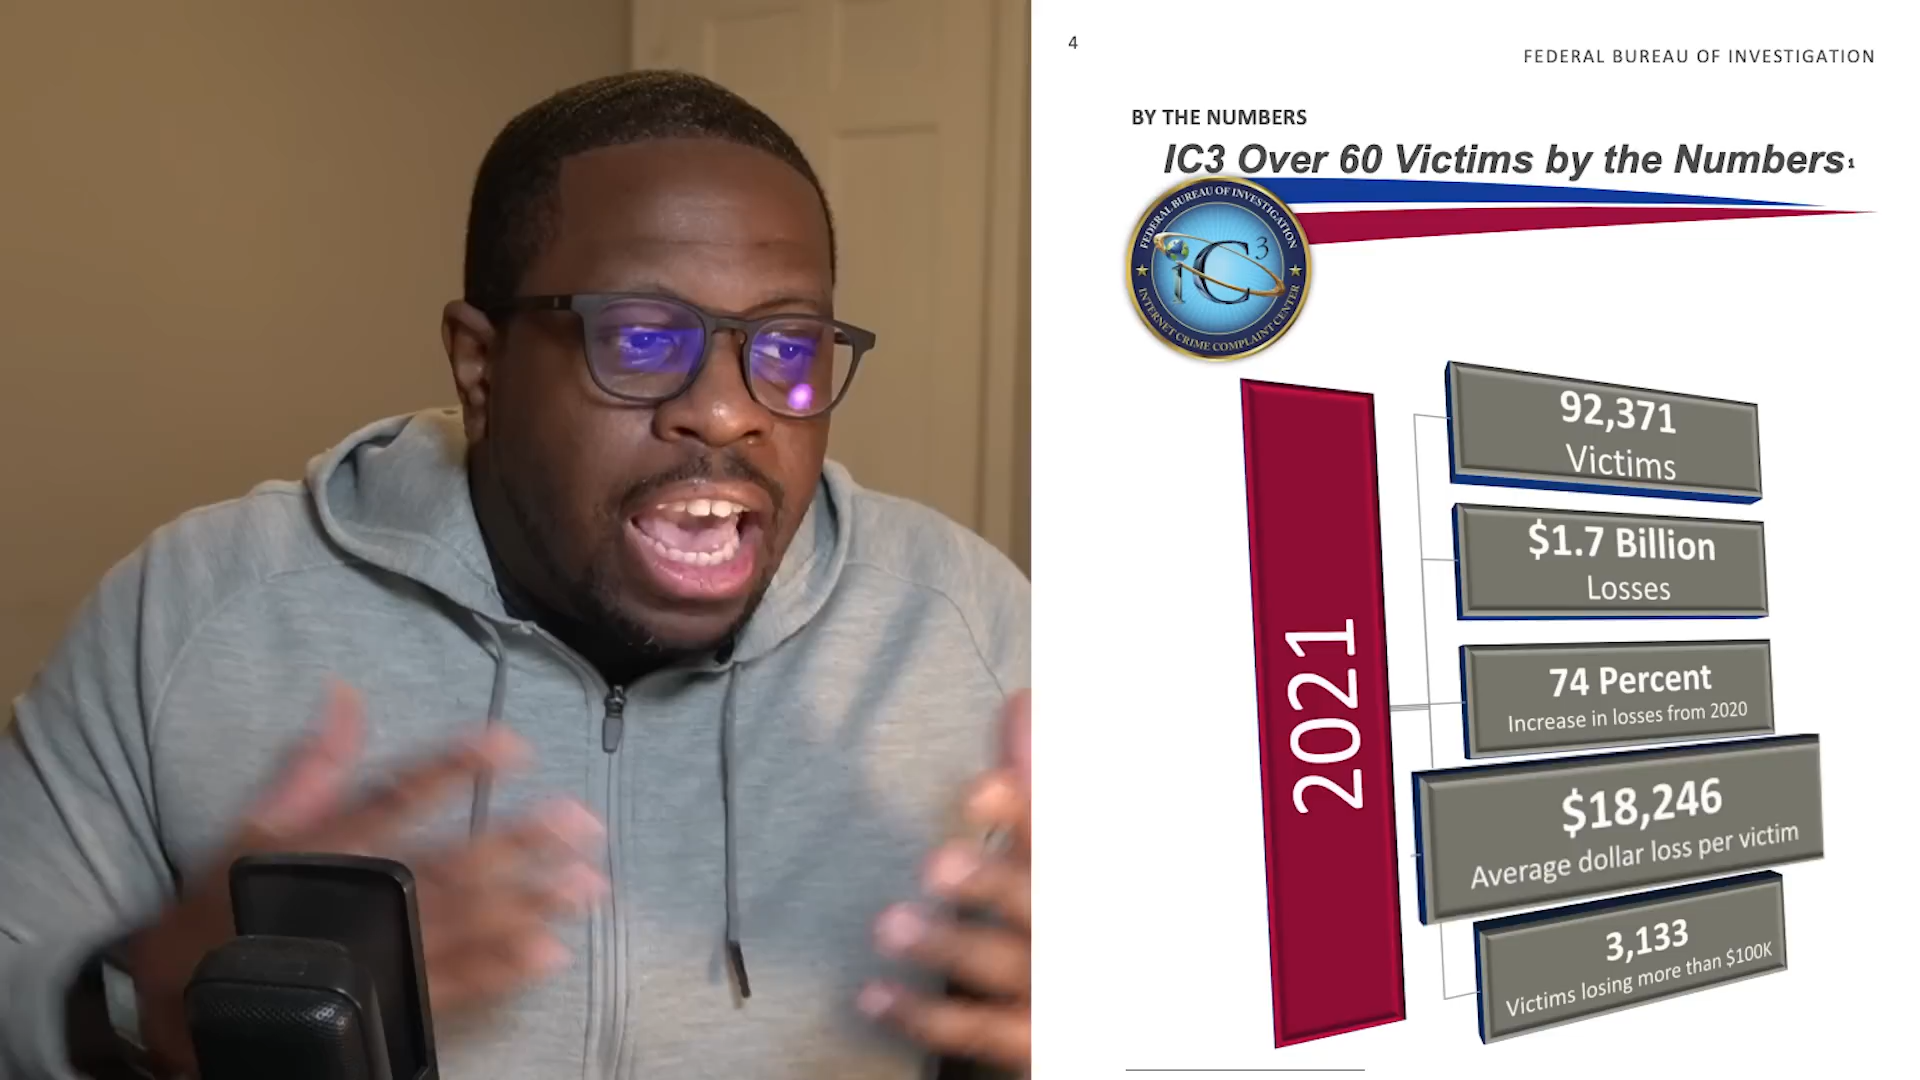 4
FEDERAL BUREAU OF INVESTIGATION
BY THE NUMBERS
IC3 Over 60 Victims by the Numbers¹
FEDERAL BUREAU OF INVESTIGATION
iC3
INTERNET CRIME COMPLAINT CENTER
2021
92,371
Victims
$1.7 Billion
Losses
74 Percent
Increase in losses from 2020
$18,246
Average dollar loss per victim
3,133
Victims losing more than $100K